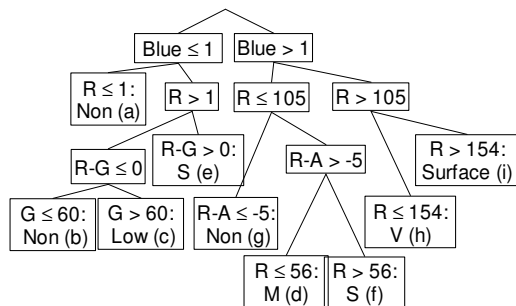 Blue ≤ 1
Blue > 1
R ≤ 1:
Non (a)
R > 1
R ≤ 105
R > 105
R-G ≤ 0
R-G > 0:
S (e)
R-A > -5
R > 154:
Surface (i)
G ≤ 60:
Non (b)
G > 60:
Low (c)
R-A ≤ -5:
Non (g)
R ≤ 154:
V (h)
R ≤ 56:
M (d)
R > 56:
S (f)